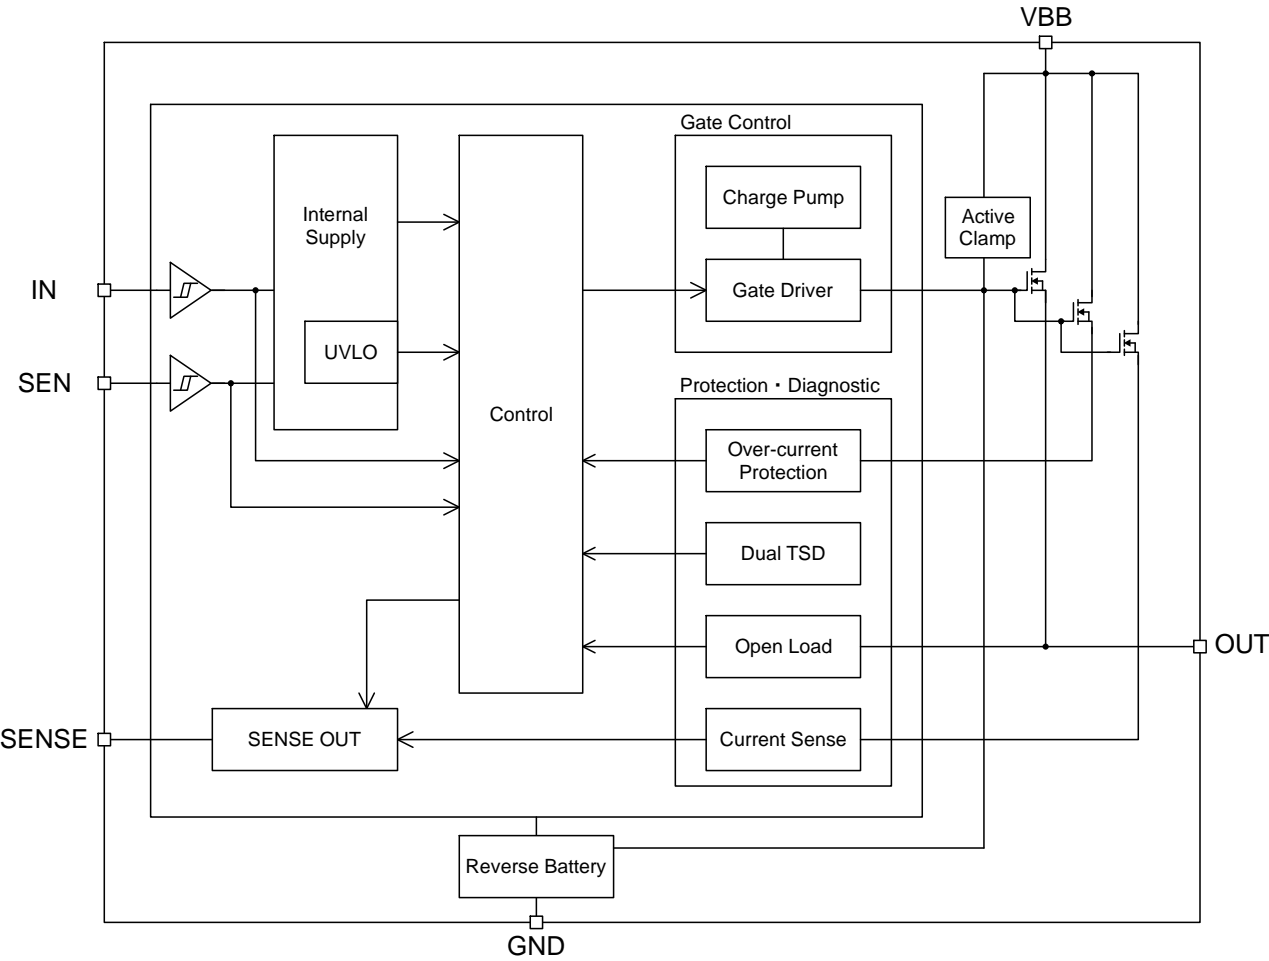 VBB
Gate Control
Charge Pump
Internal
Supply
Active
Clamp
IN
Gate Driver
UVLO
SEN
Protection・Diagnostic
Control
Over-current
Protection
Dual TSD
Open Load
OUT
SENSE
SENSE OUT
Current Sense
Reverse Battery
GND